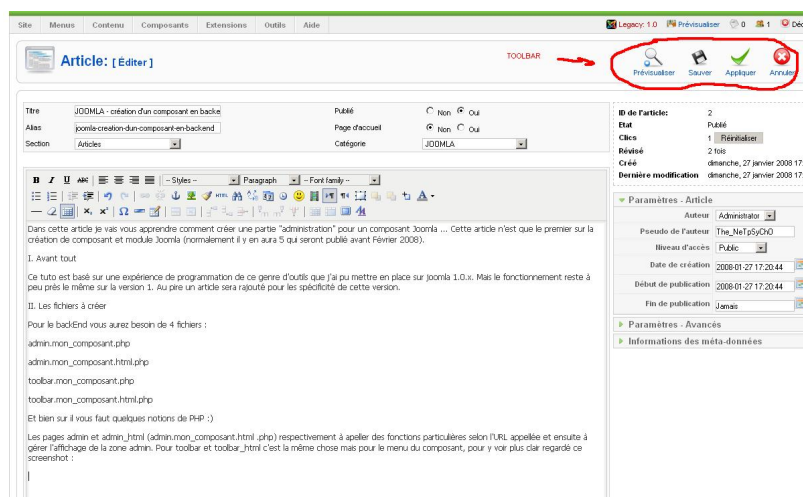 Site Menus Contenu Composants Extensions Outils Aide Legacy: 1.0 Prévisualiser 0 1 Déc
Article: [ Éditer ]
TOOLBAR
Prévisualiser Sauver Appliquer Annuler
Titre JOOMLA - création d'un composant en backe Publié Non Oui
Alias joomla-creation-dun-composant-en-backend Page d'accueil Non Oui
Section Articles Catégorie JOOMLA
ID de l'article: 2
Etat Publié
Clics 1 Réinitialiser
Révisé 2 fois
Créé dimanche, 27 janvier 2008 17
Dernière modification dimanche, 27 janvier 2008 17
B I U ABC -- Styles -- Paragraph -- Font family --
HTML
Dans cette article je vais vous apprendre comment créer une partie "administration" pour un composant Joomla ... Cette article n'est que le premier sur la
création de composant et module Joomla (normalement il y en aura 5 qui seront publié avant Février 2008).
I. Avant tout
Ce tuto est basé sur une expérience de programmation de ce genre d'outils que j'ai pu mettre en place sur joomla 1.0.x. Mais le fonctionnement reste à
peu près le même sur la version 1. Au pire un article sera rajouté pour les spécificité de cette version.
II. Les fichiers à créer
Pour le backEnd vous aurez besoin de 4 fichiers :
admin.mon_composant.php
admin.mon_composant.html.php
toolbar.mon_composant.php
toolbar.mon_composant.html.php
Et bien sur il vous faut quelques notions de PHP :)
Les pages admin et admin_html (admin.mon_composant.html .php) respectivement à apeller des fonctions particulières selon l'URL appellée et ensuite à
gérer l'affichage de la zone admin. Pour toolbar et toolbar_html c'est la même chose mais pour le menu du composant, pour y voir plus clair regardé ce
screenshot :
Paramètres - Article
Auteur Administrator
Pseudo de l'auteur The_NeTpSyChO
Niveau d'accès Public
Date de création 2008-01-27 17:20:44
Début de publication 2008-01-27 17:20:44
Fin de publication Jamais
Paramètres - Avancés
Informations des méta-données